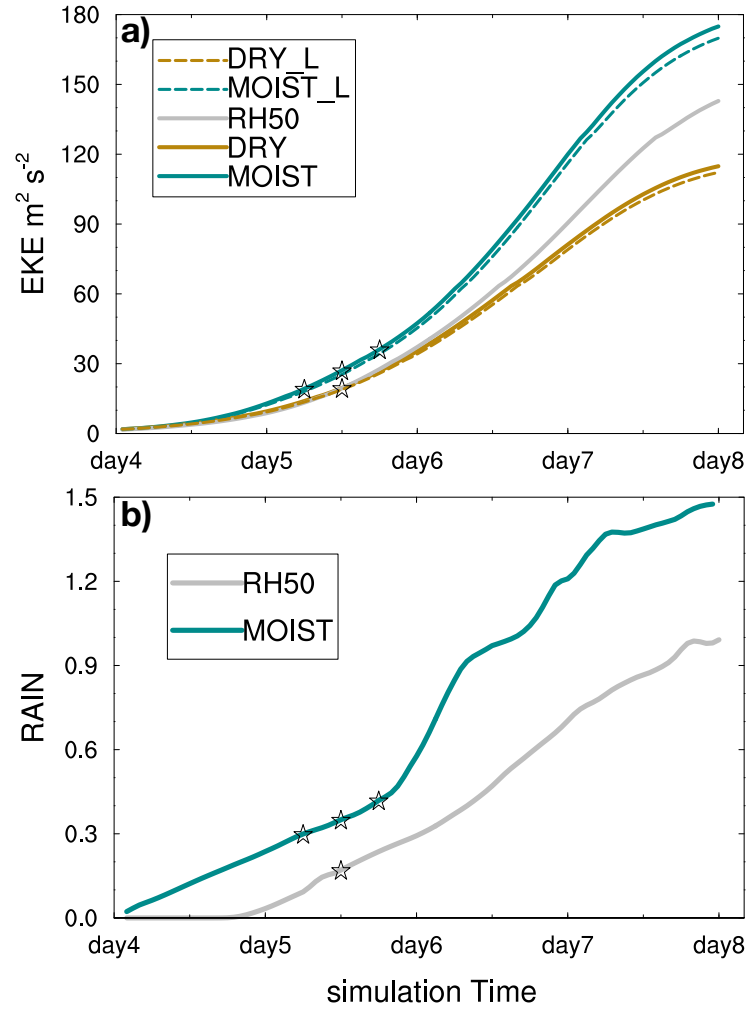 a)
180
150
120
90
60
30
0
EKE m² s⁻²
DRY_L
MOIST_L
RH50
DRY
MOIST
day4 day5 day6 day7 day8
b)
1.5
1.2
0.9
0.6
0.3
0.0
RAIN
RH50
MOIST
day4 day5 day6 day7 day8
simulation Time